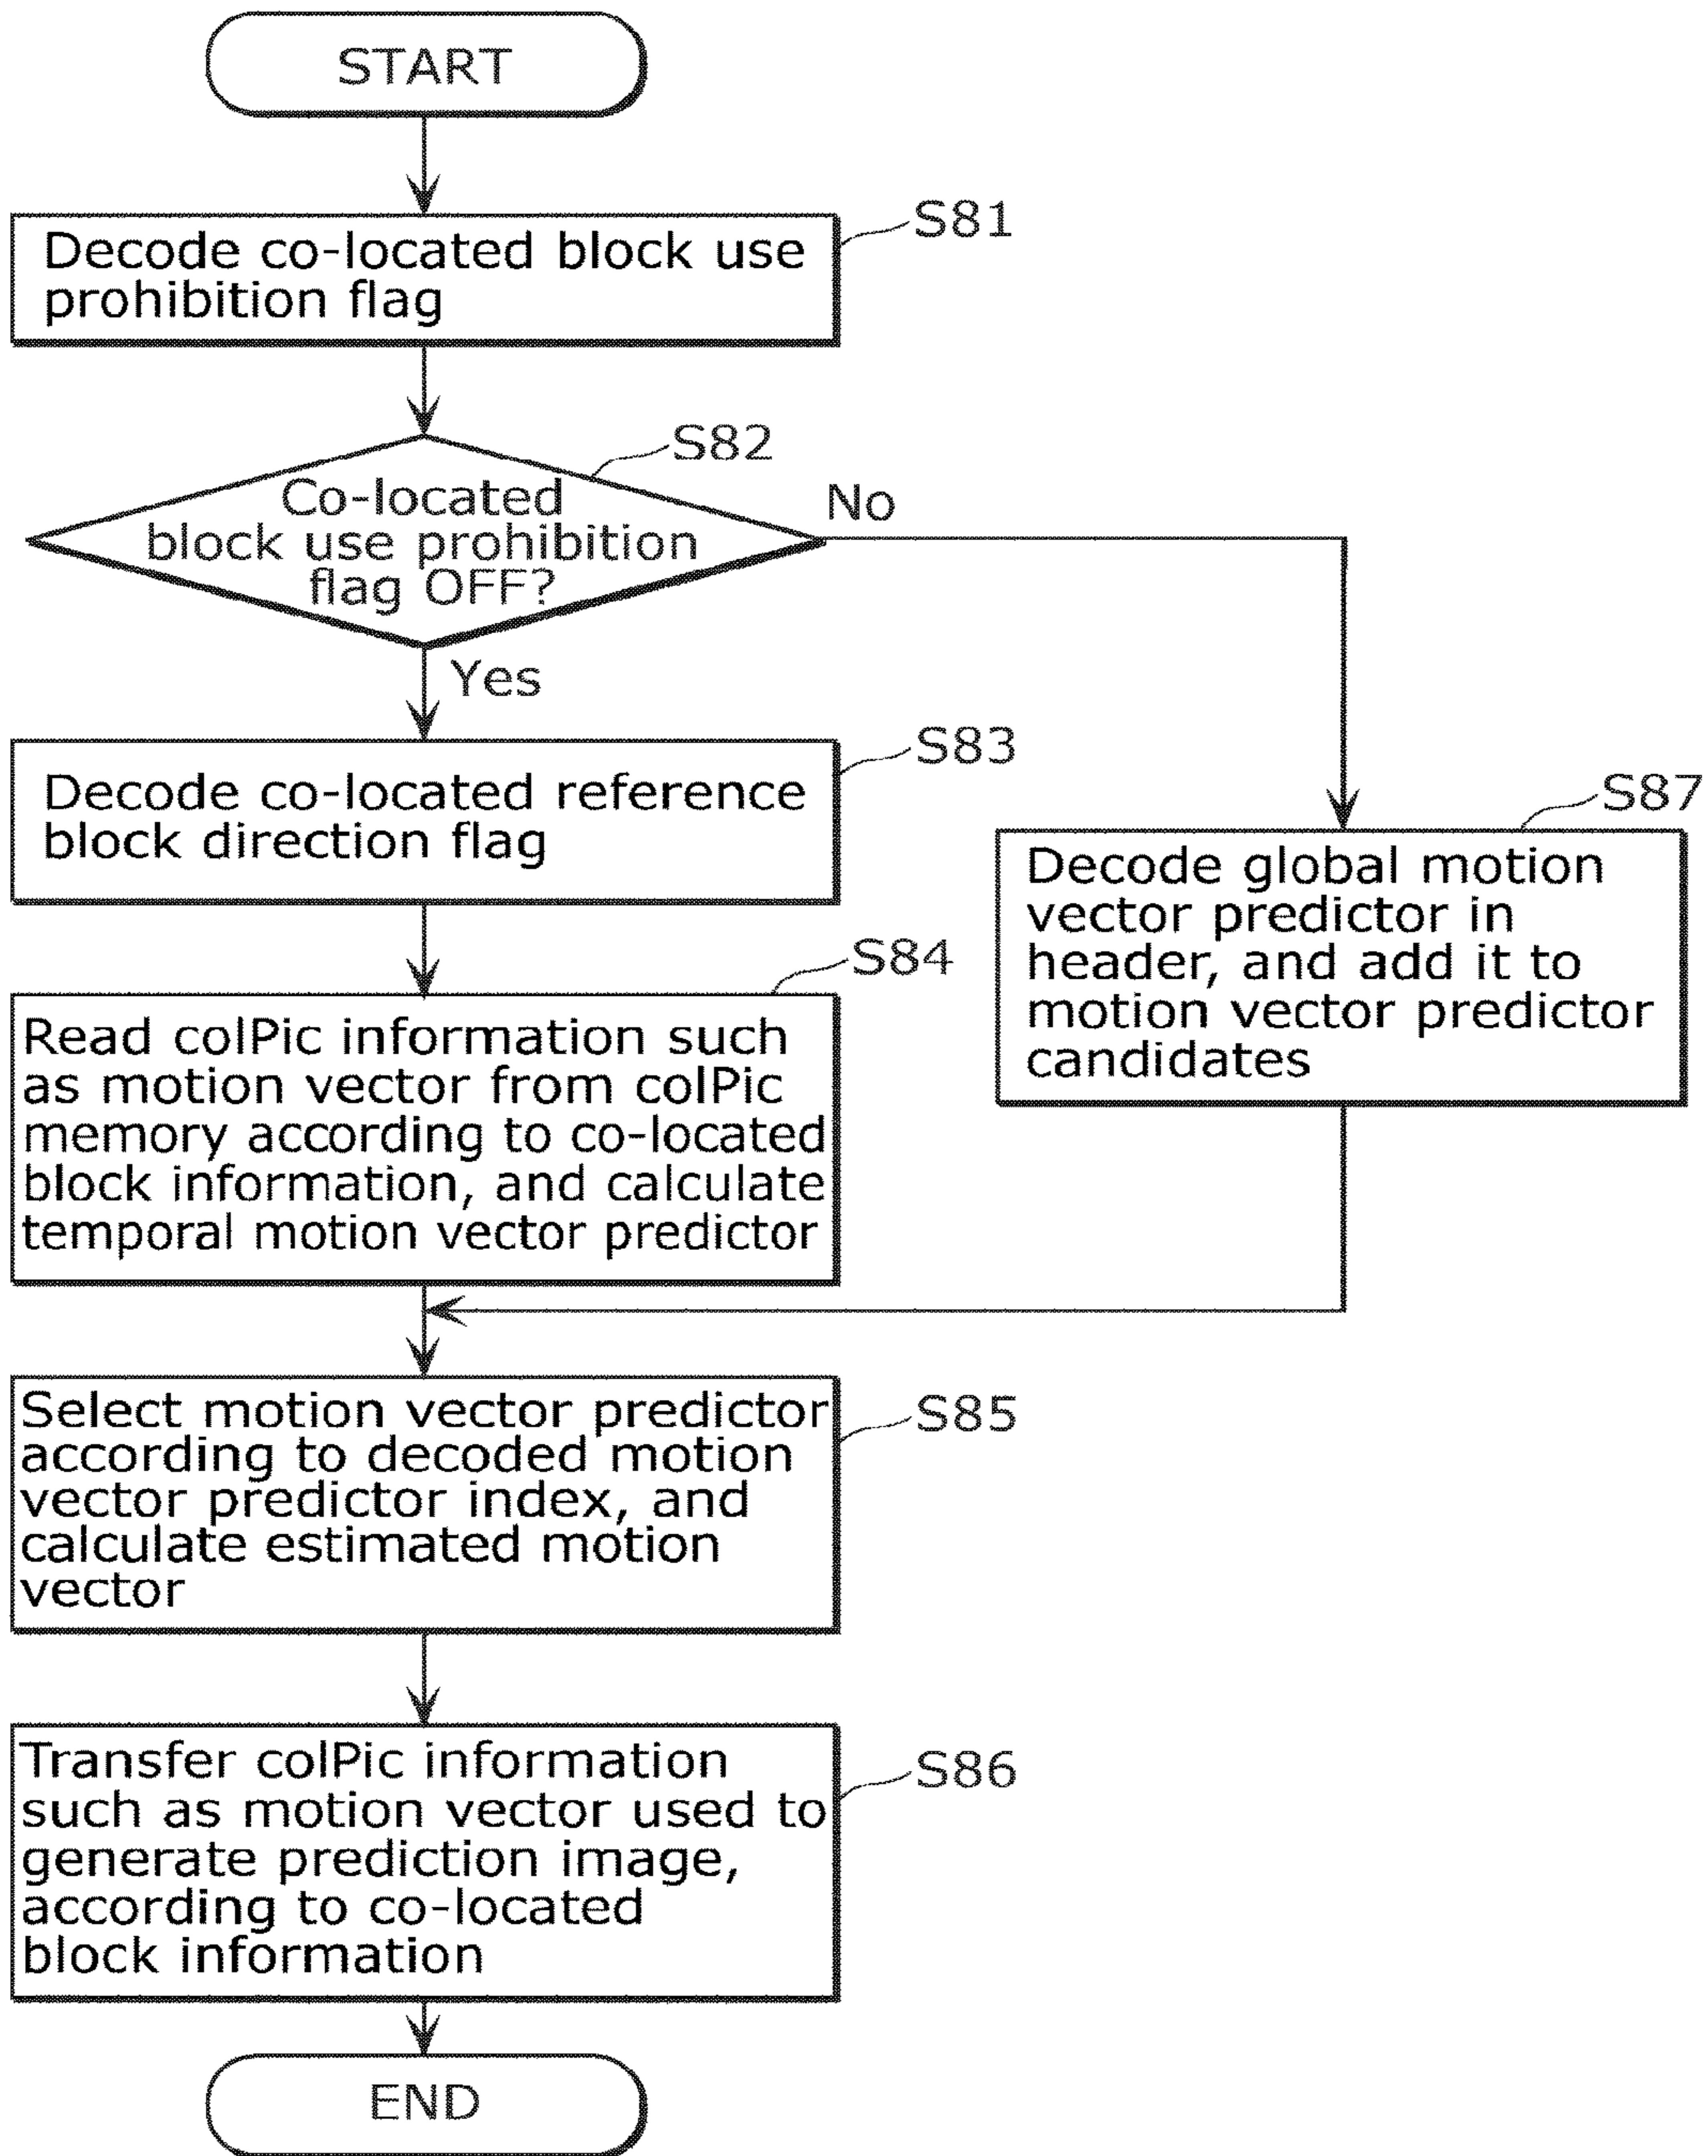 START
S81
Decode co-located block use
prohibition flag
S82
Co-located
block use prohibition
flag OFF?
No
Yes
S83
Decode co-located reference
block direction flag
S87
Decode global motion
vector predictor in
header, and add it to
motion vector predictor
candidates
S84
Read colPic information such
as motion vector from colPic
memory according to co-located
block information, and calculate
temporal motion vector predictor
S85
Select motion vector predictor
according to decoded motion
vector predictor index, and
calculate estimated motion
vector
S86
Transfer colPic information
such as motion vector used to
generate prediction image,
according to co-located
block information
END